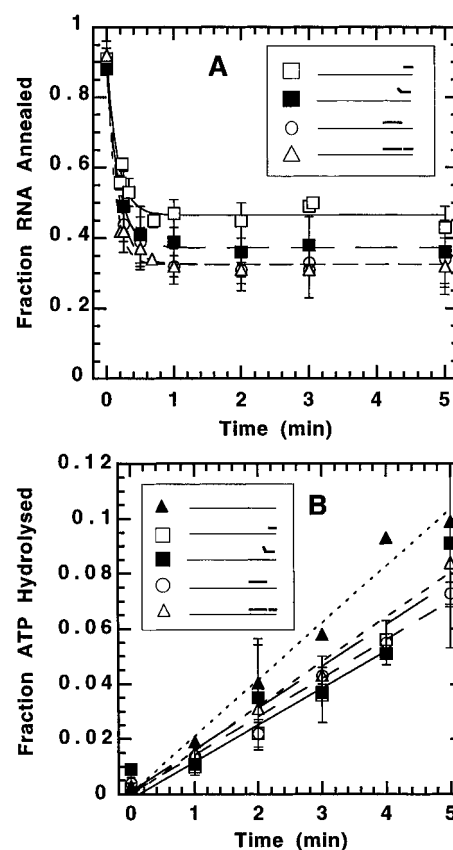 A
Fraction RNA Annealed
1
0.8
0.6
0.4
0.2
0
0 1 2 3 4 5
Time (min)
B
Fraction ATP Hydrolysed
0.12
0.1
0.08
0.06
0.04
0.02
0
0 1 2 3 4 5
Time (min)